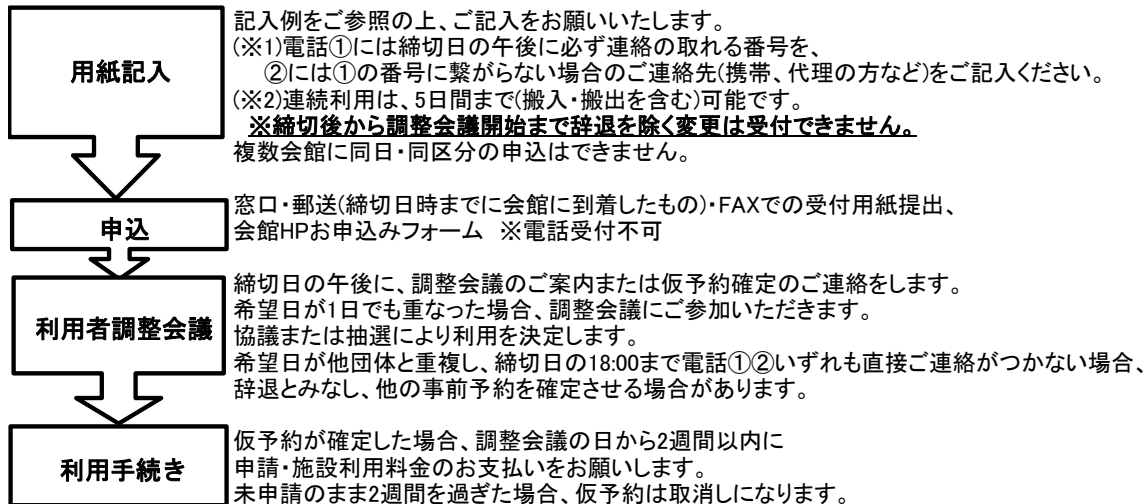 用紙記入
記入例をご参照の上、ご記入をお願いいたします。
(※1)電話①には締切日の午後に必ず連絡の取れる番号を、
②には①の番号に繋がらない場合のご連絡先(携帯、代理の方など)をご記入ください。
(※2)連続利用は、5日間まで(搬入・搬出を含む)可能です。
※締切後から調整会議開始まで辞退を除く変更は受付できません。
複数会館に同日・同区分の申込はできません。
申込
窓口・郵送(締切日時までに会館に到着したもの)・FAXでの受付用紙提出、
会館HPお申込みフォーム ※電話受付不可
利用者調整会議
締切日の午後に、調整会議のご案内または仮予約確定のご連絡をします。
希望日が1日でも重なった場合、調整会議にご参加いただきます。
協議または抽選により利用を決定します。
希望日が他団体と重複し、締切日の18:00まで電話①②いずれも直接ご連絡がつかない場合、
辞退とみなし、他の事前予約を確定させる場合があります。
利用手続き
仮予約が確定した場合、調整会議の日から2週間以内に
申請・施設利用料金のお支払いをお願いします。
未申請のまま2週間を過ぎた場合、仮予約は取消しになります。